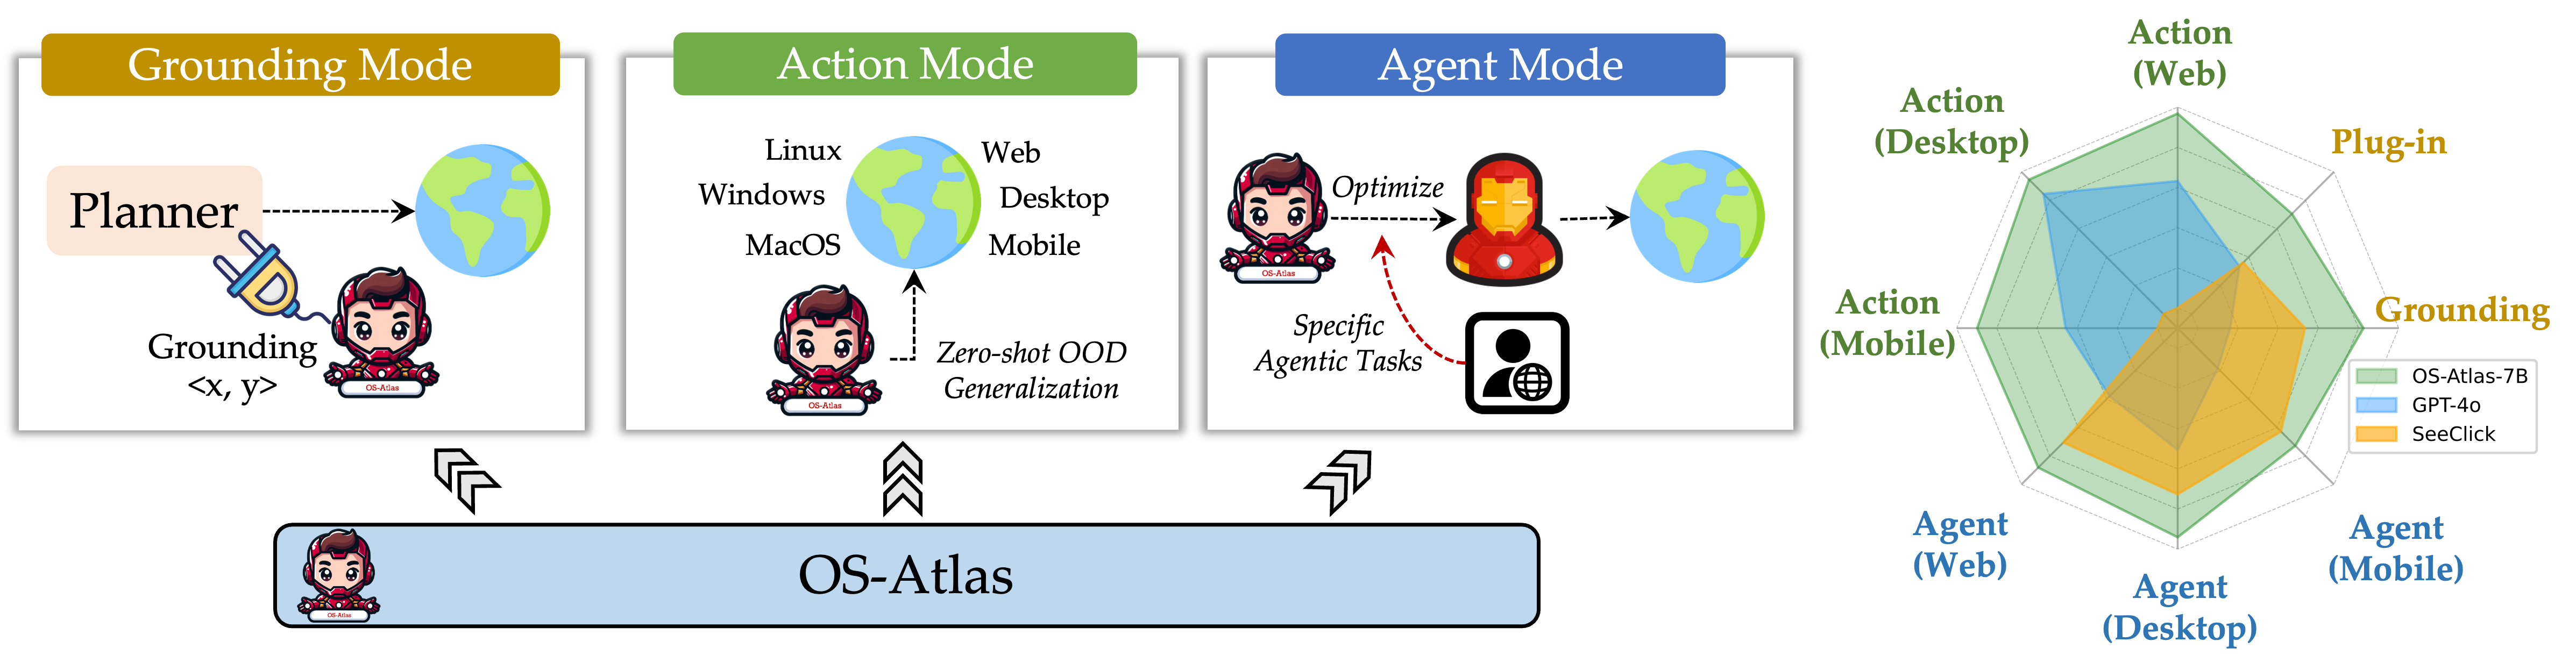 Grounding Mode
Planner
Grounding
<x, y>
OS-Atlas
Action Mode
Linux
Windows
MacOS
Web
Desktop
Mobile
Zero-shot OOD
Generalization
OS-Atlas
Agent Mode
Optimize
OS-Atlas
Specific
Agentic Tasks
OS-Atlas
OS-Atlas
Action
(Web)
Action
(Desktop)
Plug-in
Action
(Mobile)
Grounding
OS-Atlas-7B
GPT-4o
SeeClick
Agent
(Web)
Agent
(Mobile)
Agent
(Desktop)